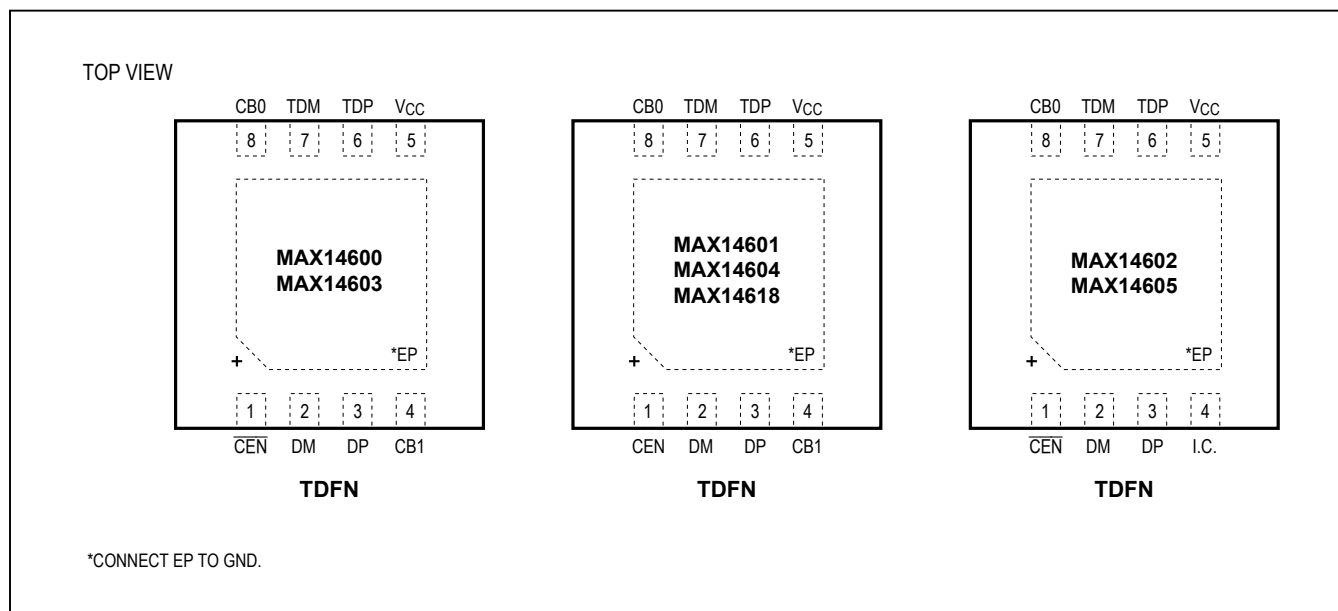 TOP VIEW
CB0 TDM TDP VCC
8 7 6 5
MAX14600
MAX14603
*EP
+
1 2 3 4
C̅E̅N̅ DM DP CB1
TDFN
CB0 TDM TDP VCC
8 7 6 5
MAX14601
MAX14604
MAX14618
*EP
+
1 2 3 4
CEN DM DP CB1
TDFN
CB0 TDM TDP VCC
8 7 6 5
MAX14602
MAX14605
*EP
+
1 2 3 4
C̅E̅N̅ DM DP I.C.
TDFN
*CONNECT EP TO GND.